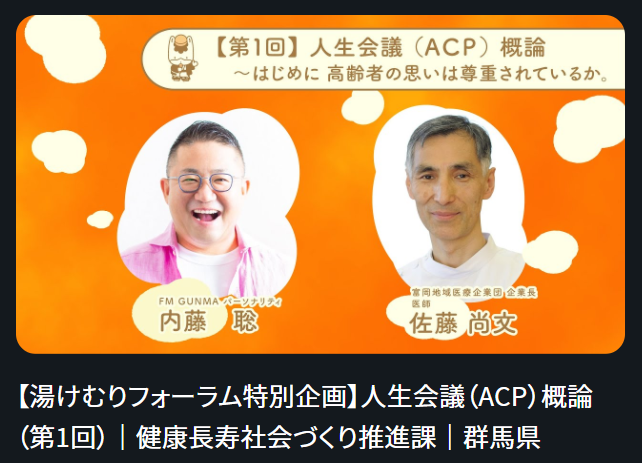 【第1回】人生会議（ACP）概論
～はじめに 高齢者の思いは尊重されているか。
FM GUNMA パーソナリティ
内藤 聡
富岡地域医療企業団 企業長
医師
佐藤 尚文
【湯けむりフォーラム特別企画】人生会議（ACP）概論
（第1回）｜健康長寿社会づくり推進課｜群馬県